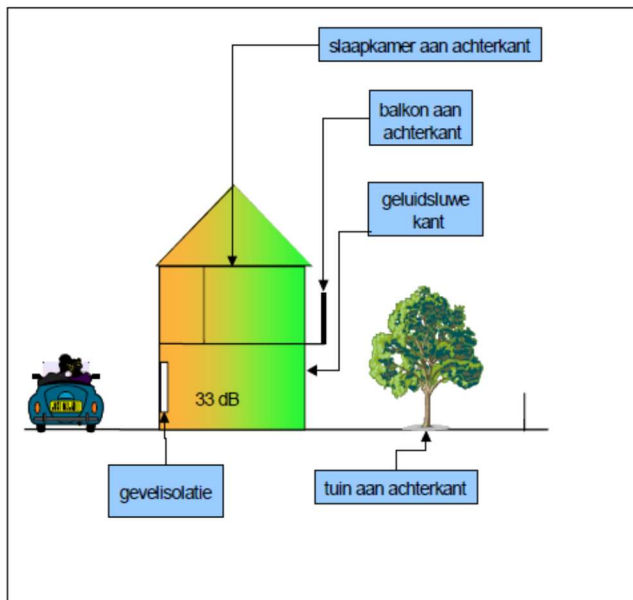 slaapkamer aan achterkant
balkon aan
achterkant
geluidsluwe
kant
33 dB
gevelisolatie
tuin aan achterkant